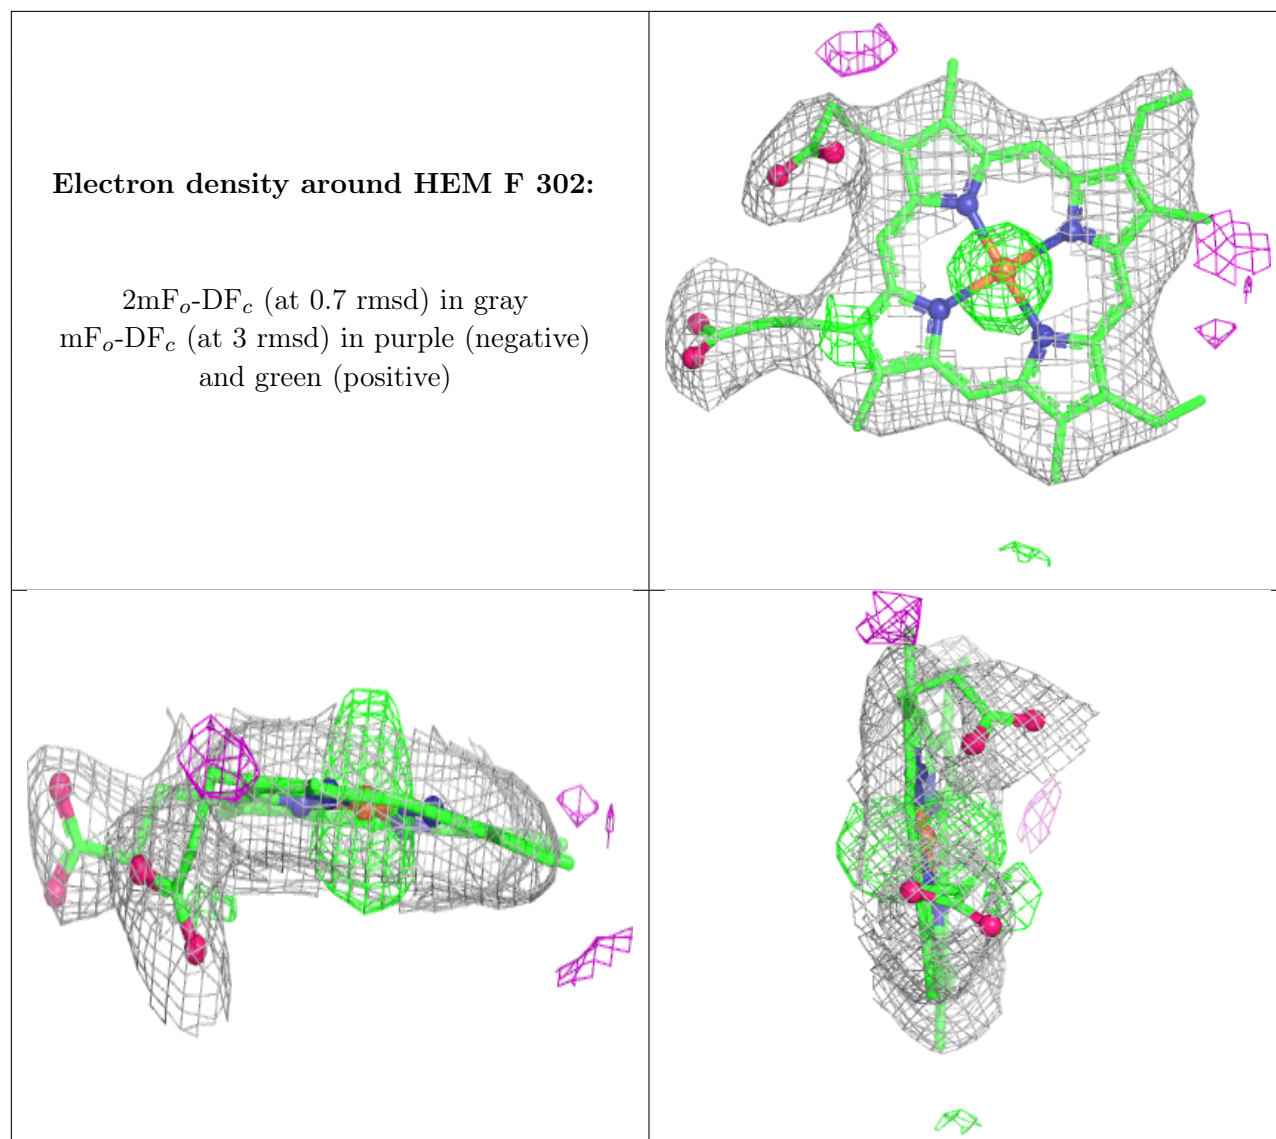 Electron density around HEM F 302:
2mFo-DFc (at 0.7 rmsd) in gray
mFo-DFc (at 3 rmsd) in purple (negative)
and green (positive)